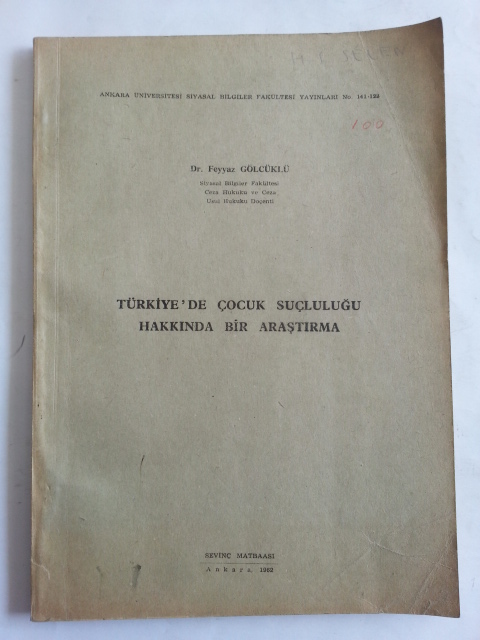 ANKARA ÜNİVERSİTESİ SİYASAL BİLGİLER FAKÜLTESİ YAYINLARI No. 141-123
100
Dr. Feyyaz GÖLCÜKLÜ
Siyasal Bilgiler Fakültesi
Ceza Hukuku ve Ceza
Usul Hukuku Doçenti
TÜRKİYE'DE ÇOCUK SUÇLULUĞU
HAKKINDA BİR ARAŞTIRMA
SEVİNÇ MATBAASI
Ankara, 1962